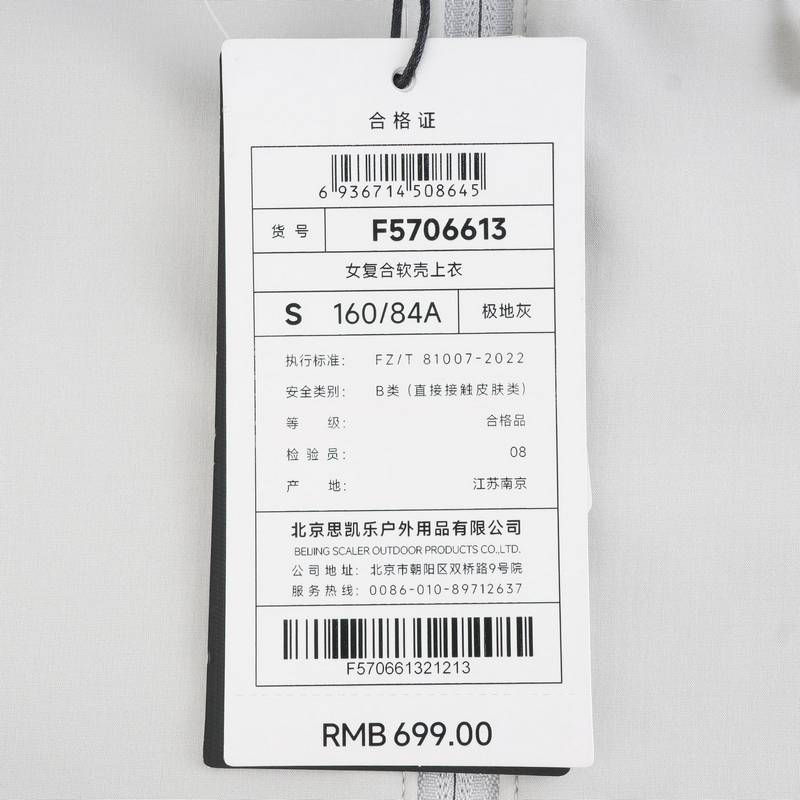 合格证
6 936714 508645
货号 F5706613
女复合软壳上衣
S 160/84A 极地灰
执行标准： FZ/T 81007-2022
安全类别： B类 (直接接触皮肤类)
等级： 合格品
检验员： 08
产地： 江苏南京
北京思凯乐户外用品有限公司
BEIJING SCALER OUTDOOR PRODUCTS CO.,LTD.
公司地址： 北京市朝阳区双桥路9号院
服务热线： 0086-010-89712637
F570661321213
RMB 699.00